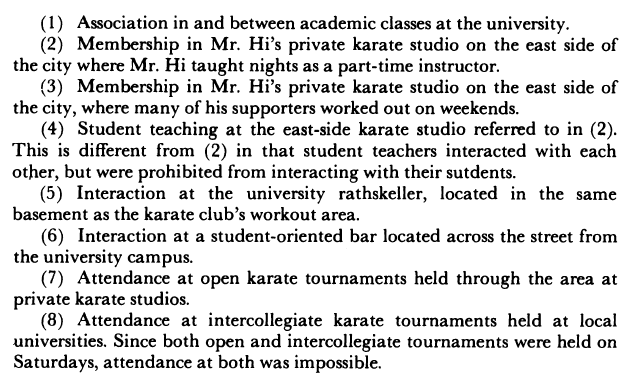 (1) Association in and between academic classes at the university.
(2) Membership in Mr. Hi's private karate studio on the east side of
the city where Mr. Hi taught nights as a part-time instructor.
(3) Membership in Mr. Hi's private karate studio on the east side of
the city, where many of his supporters worked out on weekends.
(4) Student teaching at the east-side karate studio referred to in (2).
This is different from (2) in that student teachers interacted with each
other, but were prohibited from interacting with their sutdents.
(5) Interaction at the university rathskeller, located in the same
basement as the karate club's workout area.
(6) Interaction at a student-oriented bar located across the street from
the university campus.
(7) Attendance at open karate tournaments held through the area at
private karate studios.
(8) Attendance at intercollegiate karate tournaments held at local
universities. Since both open and intercollegiate tournaments were held on
Saturdays, attendance at both was impossible.